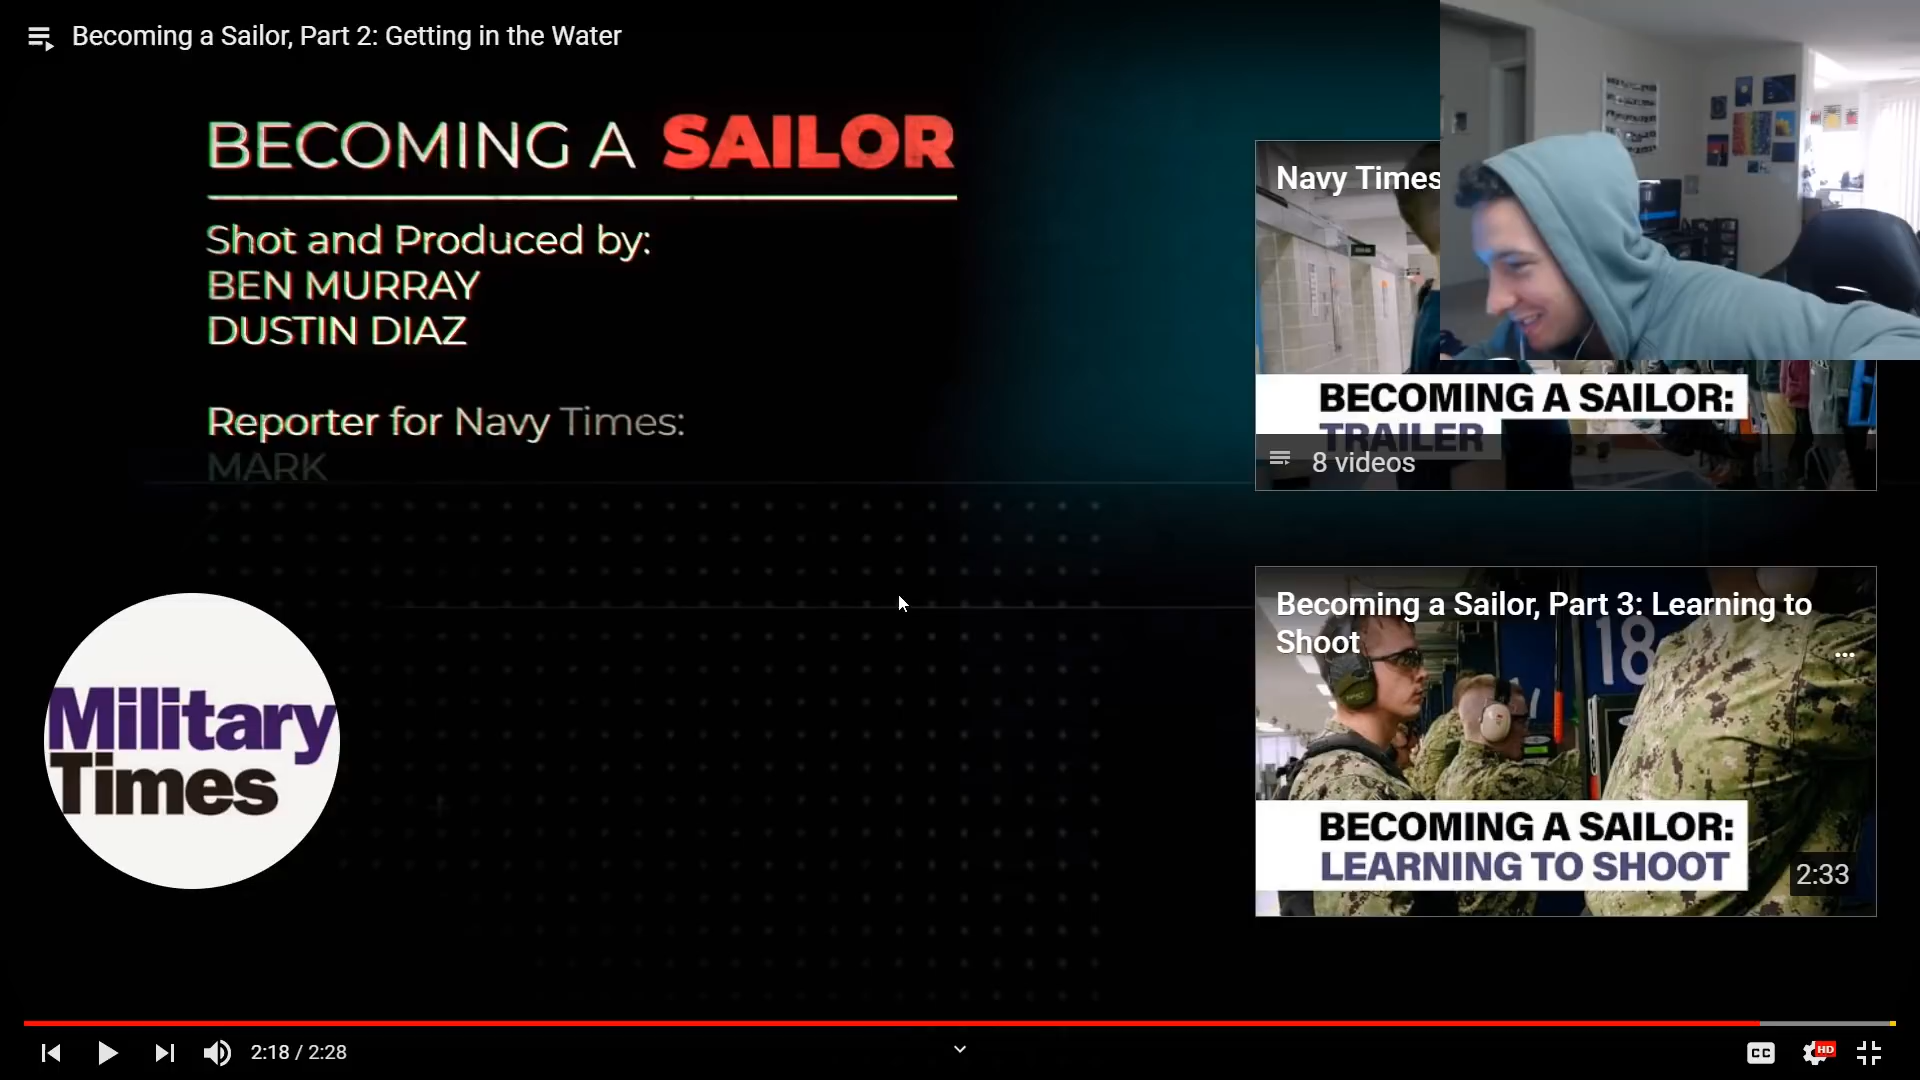 Becoming a Sailor, Part 2: Getting in the Water
BECOMING A SAILOR
Shot and Produced by:
BEN MURRAY
DUSTIN DIAZ
Reporter for Navy Times:
MARK
Navy Times
BECOMING A SAILOR:
TRAILER
8 videos
Military
Times
Becoming a Sailor, Part 3: Learning to
Shoot
18
BECOMING A SAILOR:
LEARNING TO SHOOT
2:33
2:18 / 2:28
CC
HD